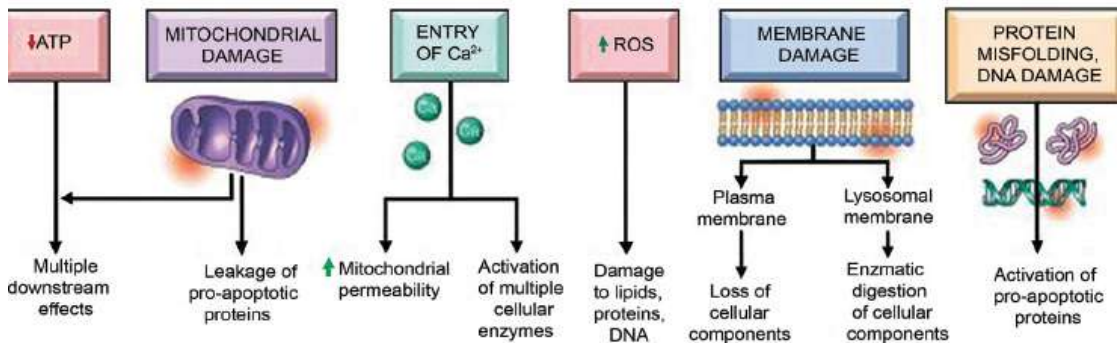 ↓ATP
MITOCHONDRIAL
DAMAGE
ENTRY
OF Ca²⁺
↑ ROS
MEMBRANE
DAMAGE
PROTEIN
MISFOLDING,
DNA DAMAGE
Ca
Ca
Ca
Plasma
membrane
Lysosomal
membrane
Multiple
downstream
effects
Leakage of
pro-apoptotic
proteins
↑ Mitochondrial
permeability
Activation
of multiple
cellular
enzymes
Damage
to lipids,
proteins,
DNA
Loss of
cellular
components
Enzmatic
digestion
of cellular
components
Activation of
pro-apoptotic
proteins